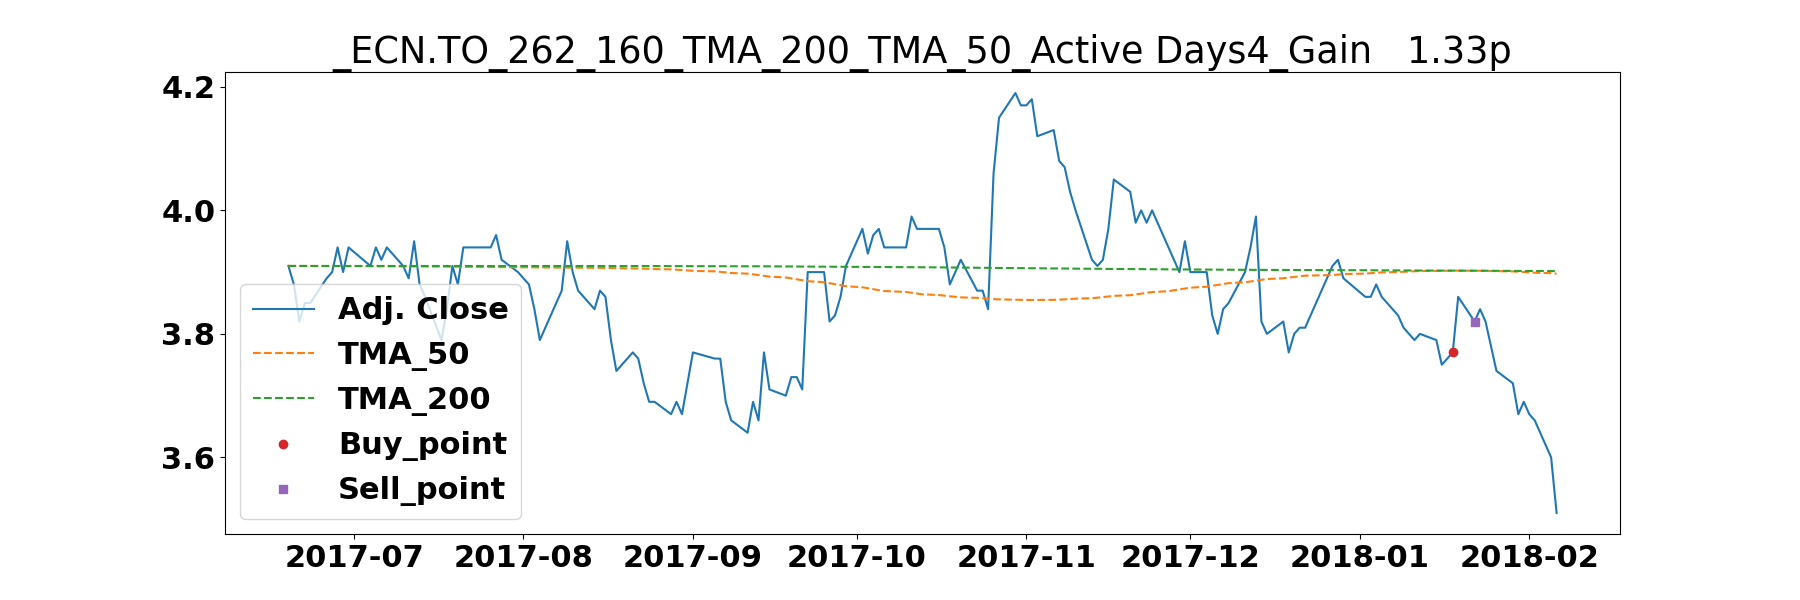 _ECN.TO_262_160_TMA_200_TMA_50_Active Days4_Gain   1.33p
4.2
4.0
3.8
3.6
Adj. Close
TMA_50
TMA_200
Buy_point
Sell_point
2017-07 2017-08 2017-09 2017-10 2017-11 2017-12 2018-01 2018-02